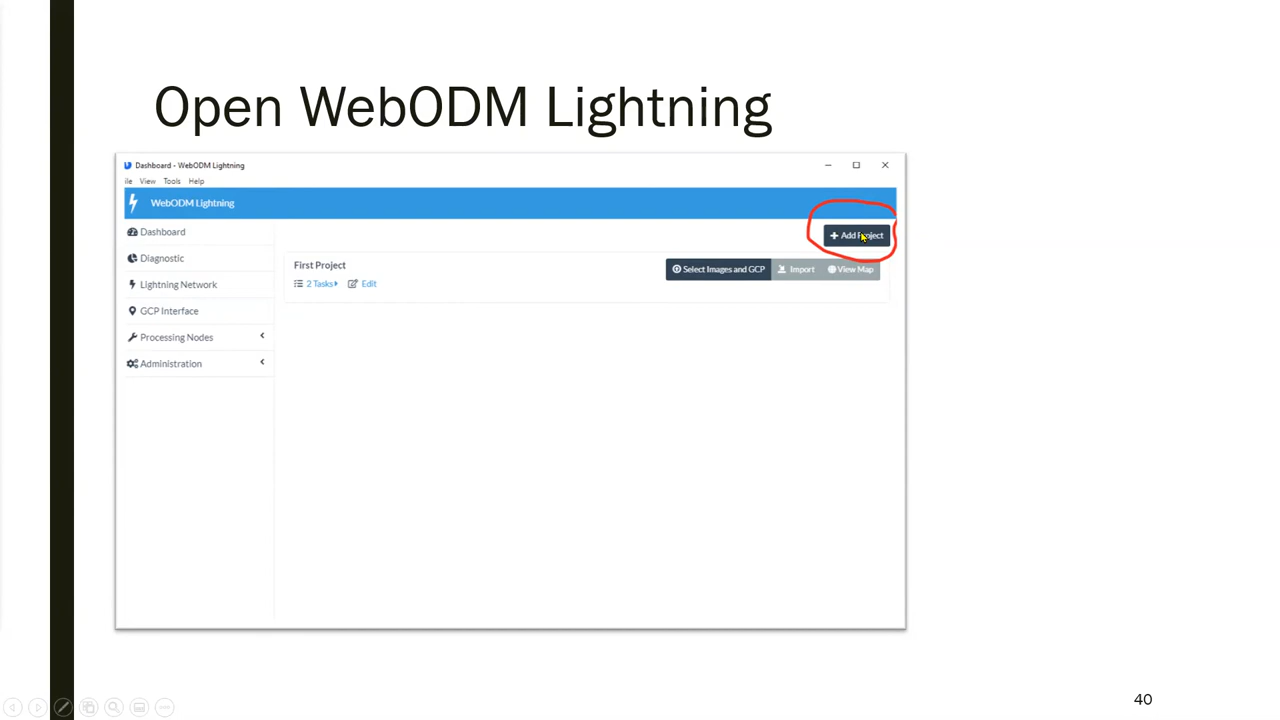 Open WebODM Lightning
Dashboard - WebODM Lightning
ile View Tools Help
WebODM Lightning
Dashboard
Diagnostic
Lightning Network
GCP Interface
Processing Nodes
Administration
Add Project
First Project
2 Tasks Edit
Select Images and GCP Import View Map
40